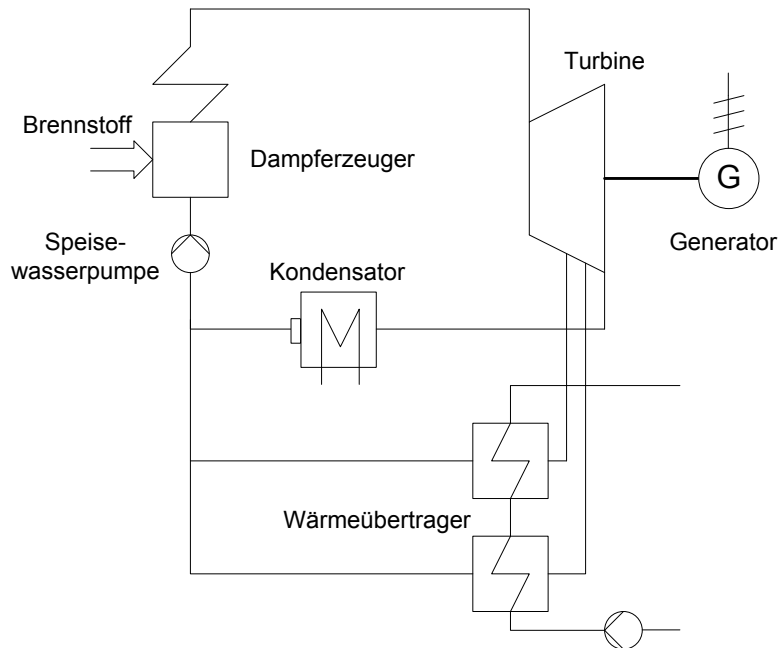 Turbine
Brennstoff
Dampferzeuger
G
Speise-
wasserpumpe
Generator
Kondensator
Wärmeübertrager